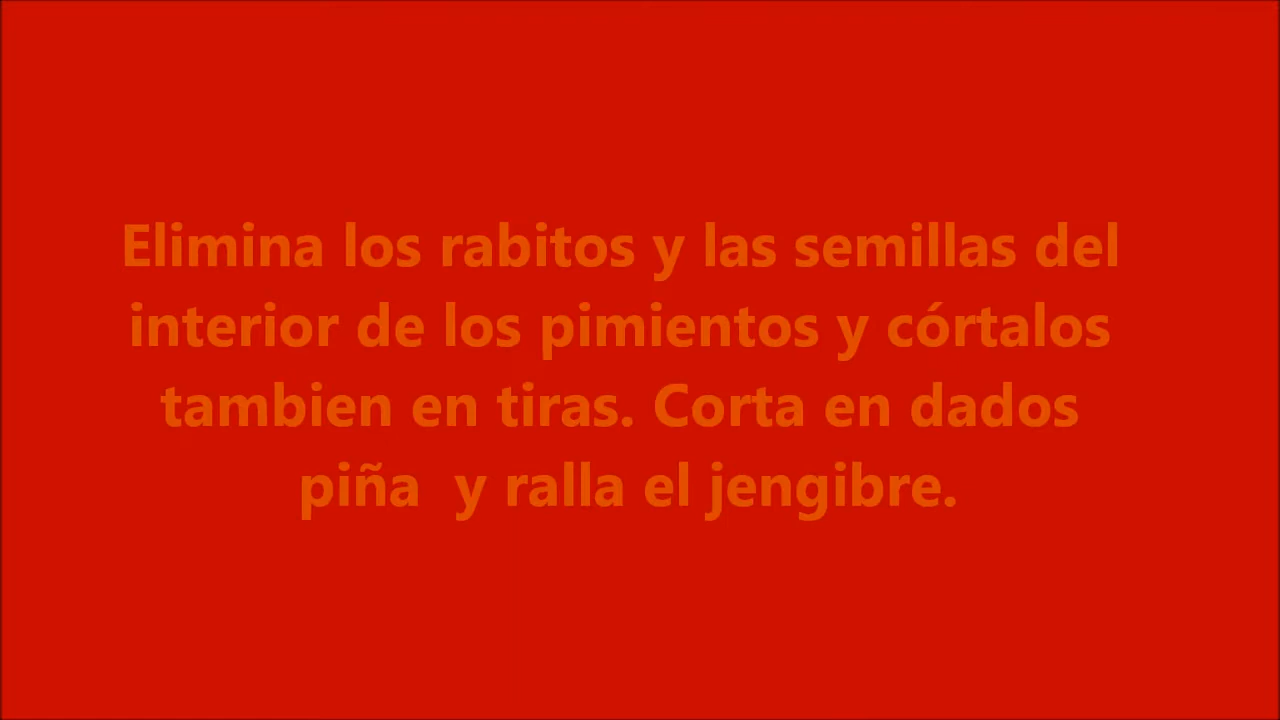 Elimina los rabitos y las semillas del
interior de los pimientos y córtalos
tambien en tiras. Corta en dados
piña  y ralla el jengibre.